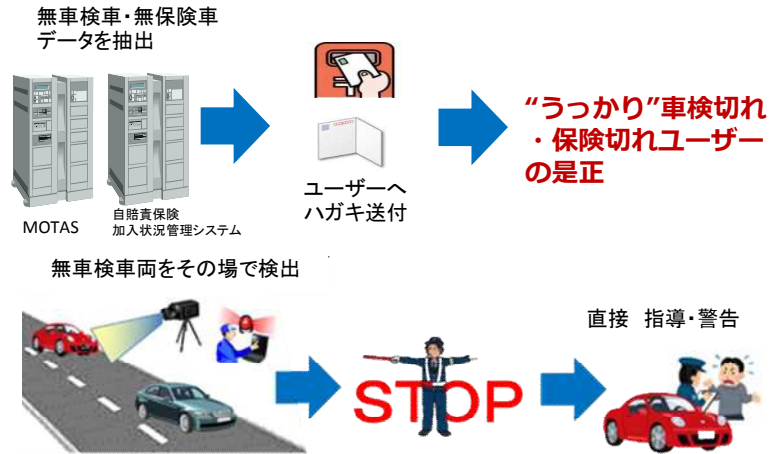 無車検車・無保険車
データを抽出
MOTAS
自賠責保険
加入状況管理システム
ユーザーへ
ハガキ送付
“うっかり”車検切れ
・保険切れユーザー
の是正
無車検車両をその場で検出
STOP
直接 指導・警告